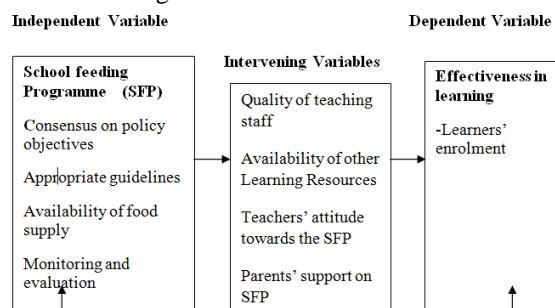 Independent Variable
Dependent Variable
Intervening Variables
School feeding
Programme (SFP)
Consensus on policy
objectives
Appropriate guidelines
Availability of food
supply
Monitoring and
evaluation
Quality of teaching
staff
Availability of other
Learning Resources
Teachers' attitude
towards the SFP
Parents' support on
SFP
Effectiveness in
learning
-Learners'
enrolment